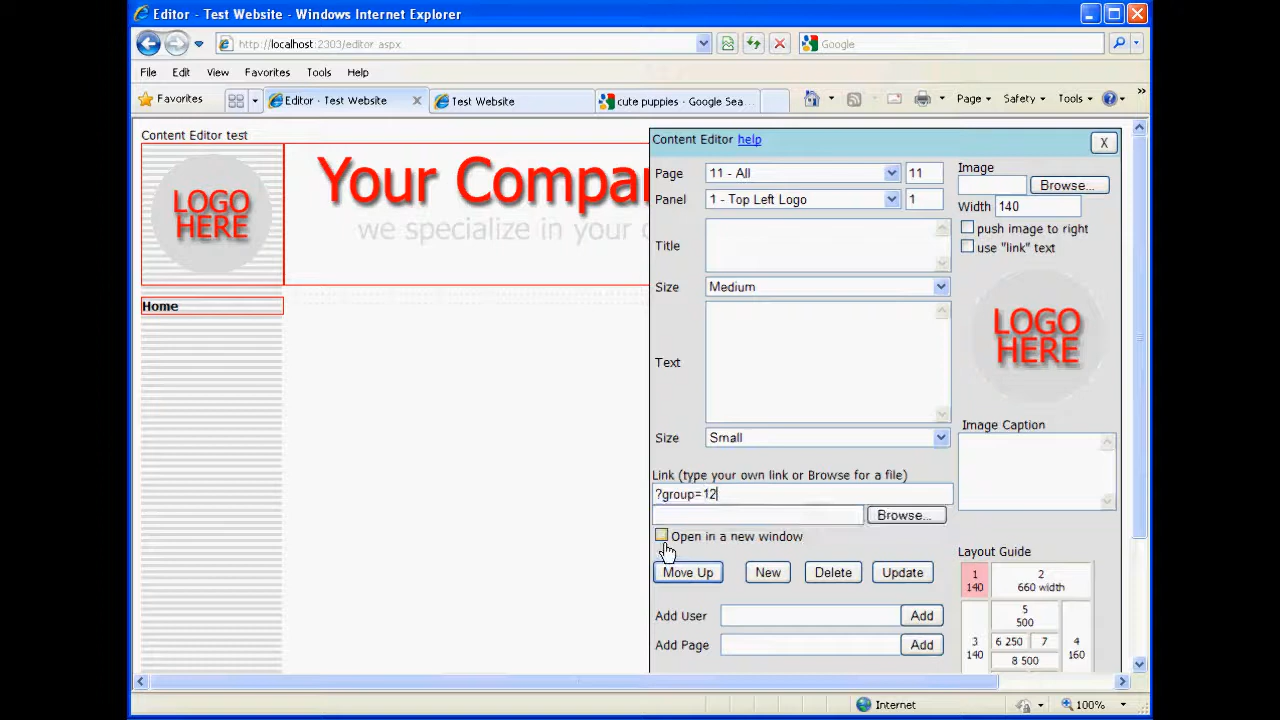 Editor - Test Website - Windows Internet Explorer
http://localhost:2303/editor.aspx
Google
File Edit View Favorites Tools Help
Favorites
Editor - Test Website
Test Website
cute puppies - Google Sea...
Page
Safety
Tools
Content Editor test
LOGO HERE
Your Compa
we specialize in your
Home
Content Editor help
X
Page 11 - All 11
Panel 1 - Top Left Logo 1
Title
Size Medium
Text
Size Small
Link (type your own link or Browse for a file)
?group=12
Browse...
Open in a new window
Move Up New Delete Update
Add User Add
Add Page Add
Image
Browse...
Width 140
push image to right
use "link" text
LOGO
HERE
Image Caption
Layout Guide
1
140
2
660 width
3
140
5
500
6 250
7
8 500
4
160
Internet
100%